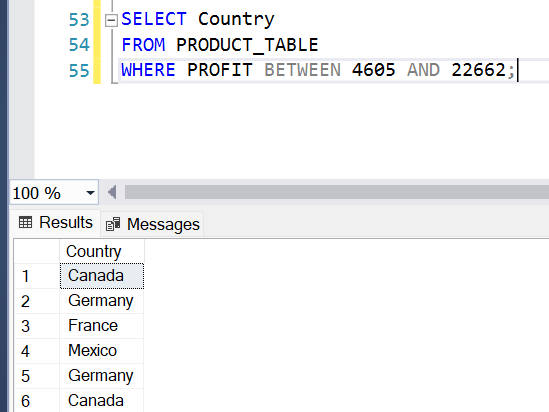 53 SELECT Country
54 FROM PRODUCT_TABLE
55 WHERE PROFIT BETWEEN 4605 AND 22662;
100 %
Results Messages
Country
1 Canada
2 Germany
3 France
4 Mexico
5 Germany
6 Canada